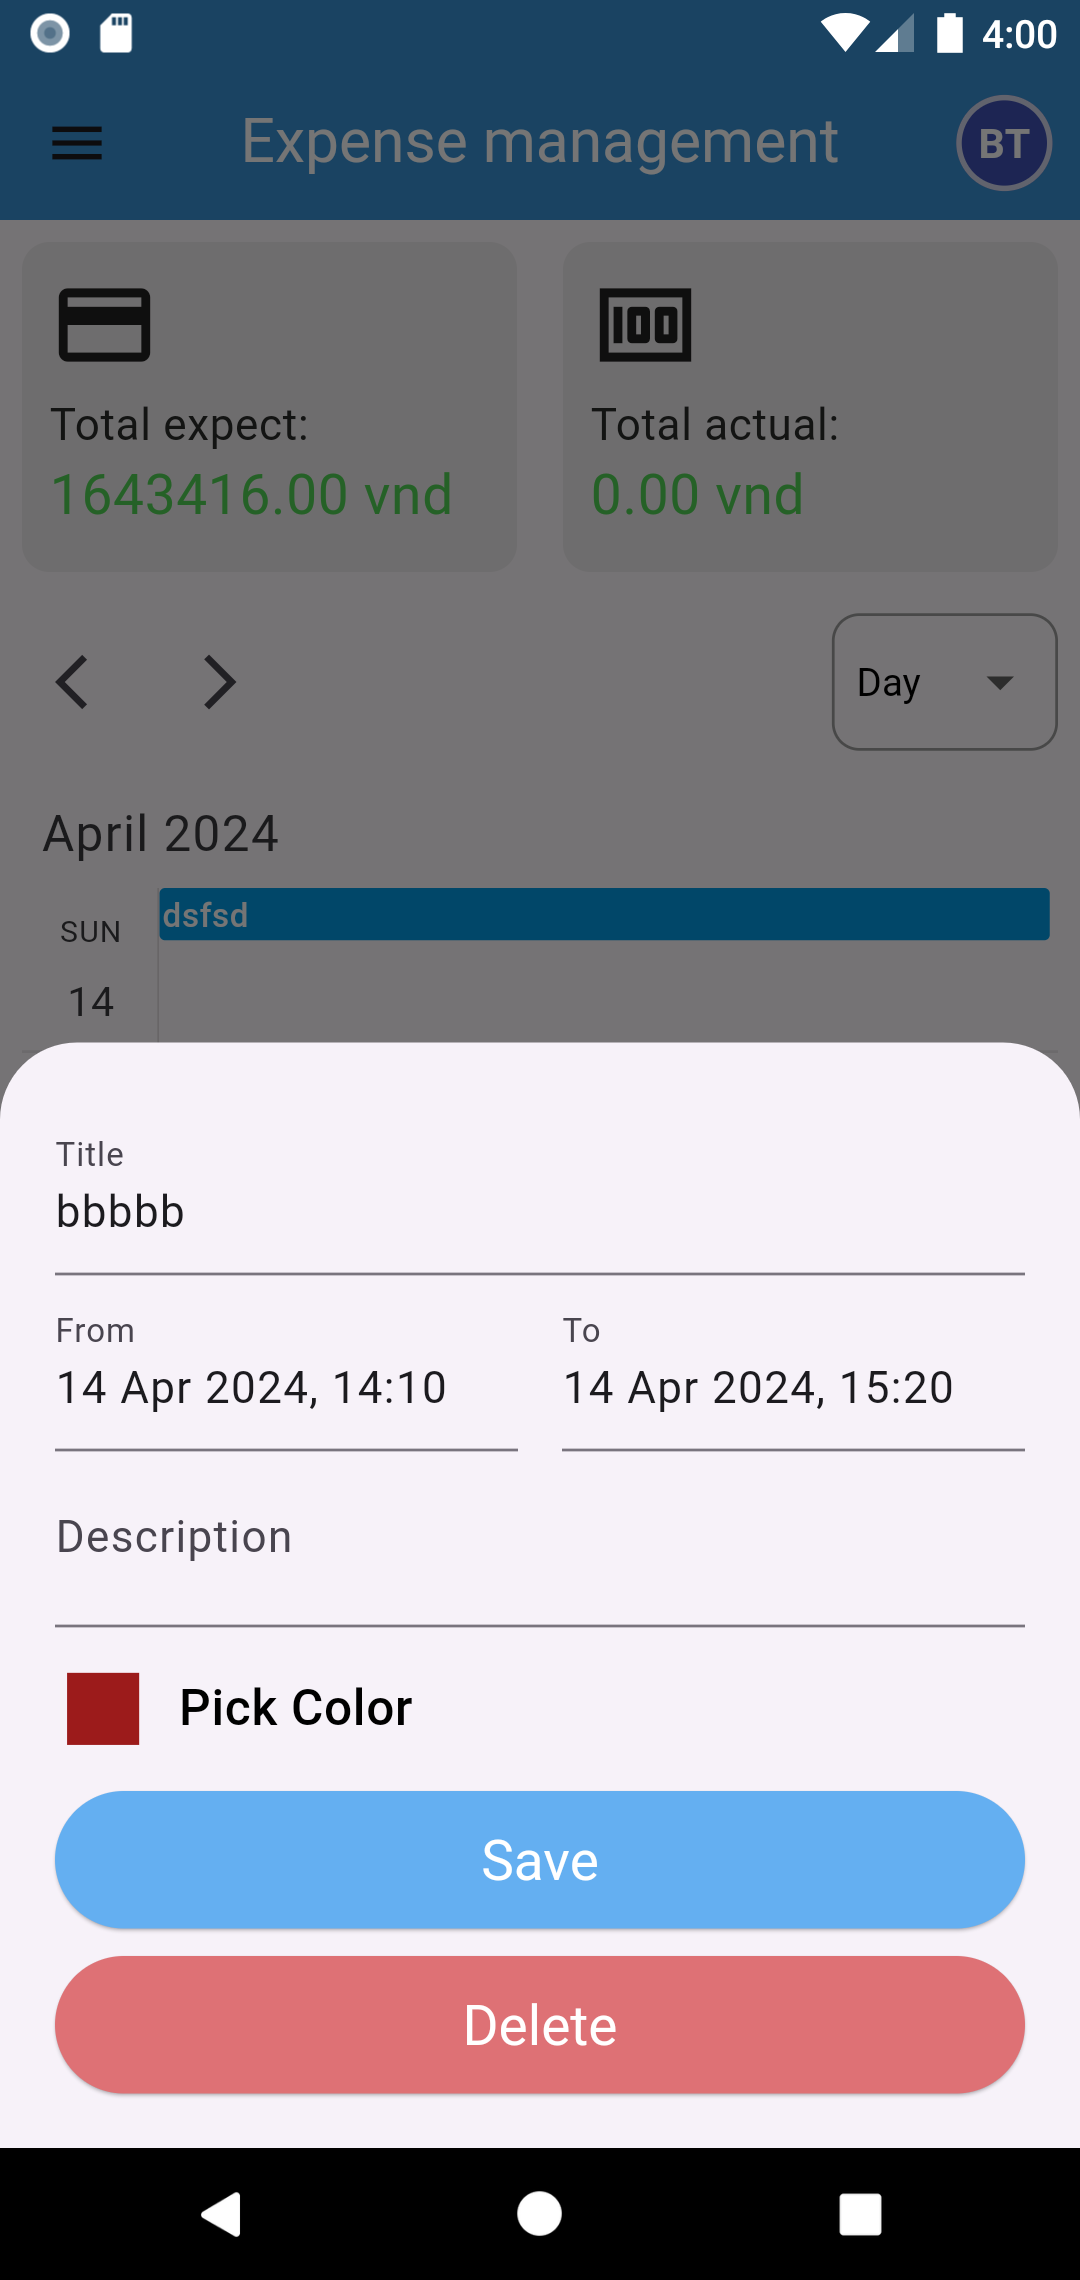 4:00
Expense management
BT
Total expect:
1643416.00 vnd
100
Total actual:
0.00 vnd
Day
April 2024
SUN
14
dsfsd
Title
bbbbb
From
14 Apr 2024, 14:10
To
14 Apr 2024, 15:20
Description
Pick Color
Save
Delete